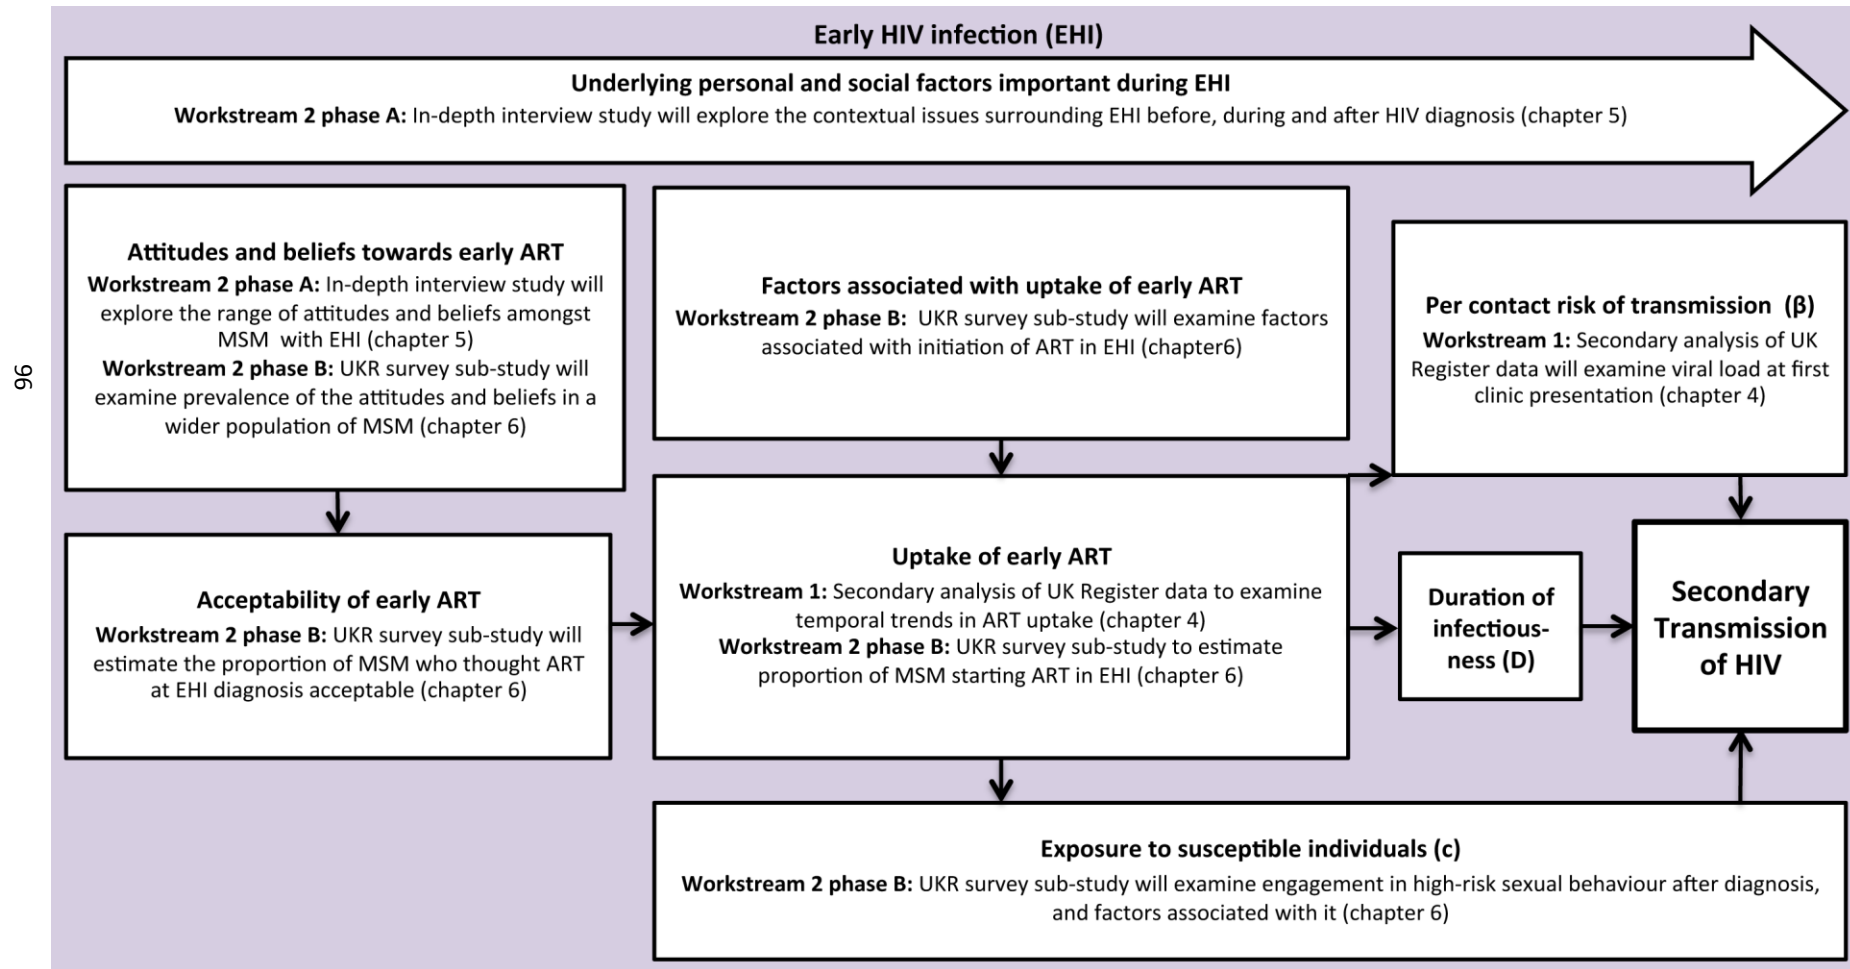 Early HIV infection (EHI)
Underlying personal and social factors important during EHI
Workstream 2 phase A: In-depth interview study will explore the contextual issues surrounding EHI before, during and after HIV diagnosis (chapter 5)
Attitudes and beliefs towards early ART
Workstream 2 phase A: In-depth interview study will
explore the range of attitudes and beliefs amongst
MSM with EHI (chapter 5)
Workstream 2 phase B: UKR survey sub-study will
examine prevalence of the attitudes and beliefs in a
wider population of MSM (chapter 6)
Factors associated with uptake of early ART
Workstream 2 phase B: UKR survey sub-study will examine factors
associated with initiation of ART in EHI (chapter6)
Per contact risk of transmission (β)
Workstream 1: Secondary analysis of UK
Register data will examine viral load at first
clinic presentation (chapter 4)
Acceptability of early ART
Workstream 2 phase B: UKR survey sub-study will
estimate the proportion of MSM who thought ART
at EHI diagnosis acceptable (chapter 6)
Uptake of early ART
Workstream 1: Secondary analysis of UK Register data to examine
temporal trends in ART uptake (chapter 4)
Workstream 2 phase B: UKR survey sub-study to estimate
proportion of MSM starting ART in EHI (chapter 6)
Duration of
infectious-
ness (D)
Secondary
Transmission
of HIV
Exposure to susceptible individuals (c)
Workstream 2 phase B: UKR survey sub-study will examine engagement in high-risk sexual behaviour after diagnosis,
and factors associated with it (chapter 6)
96